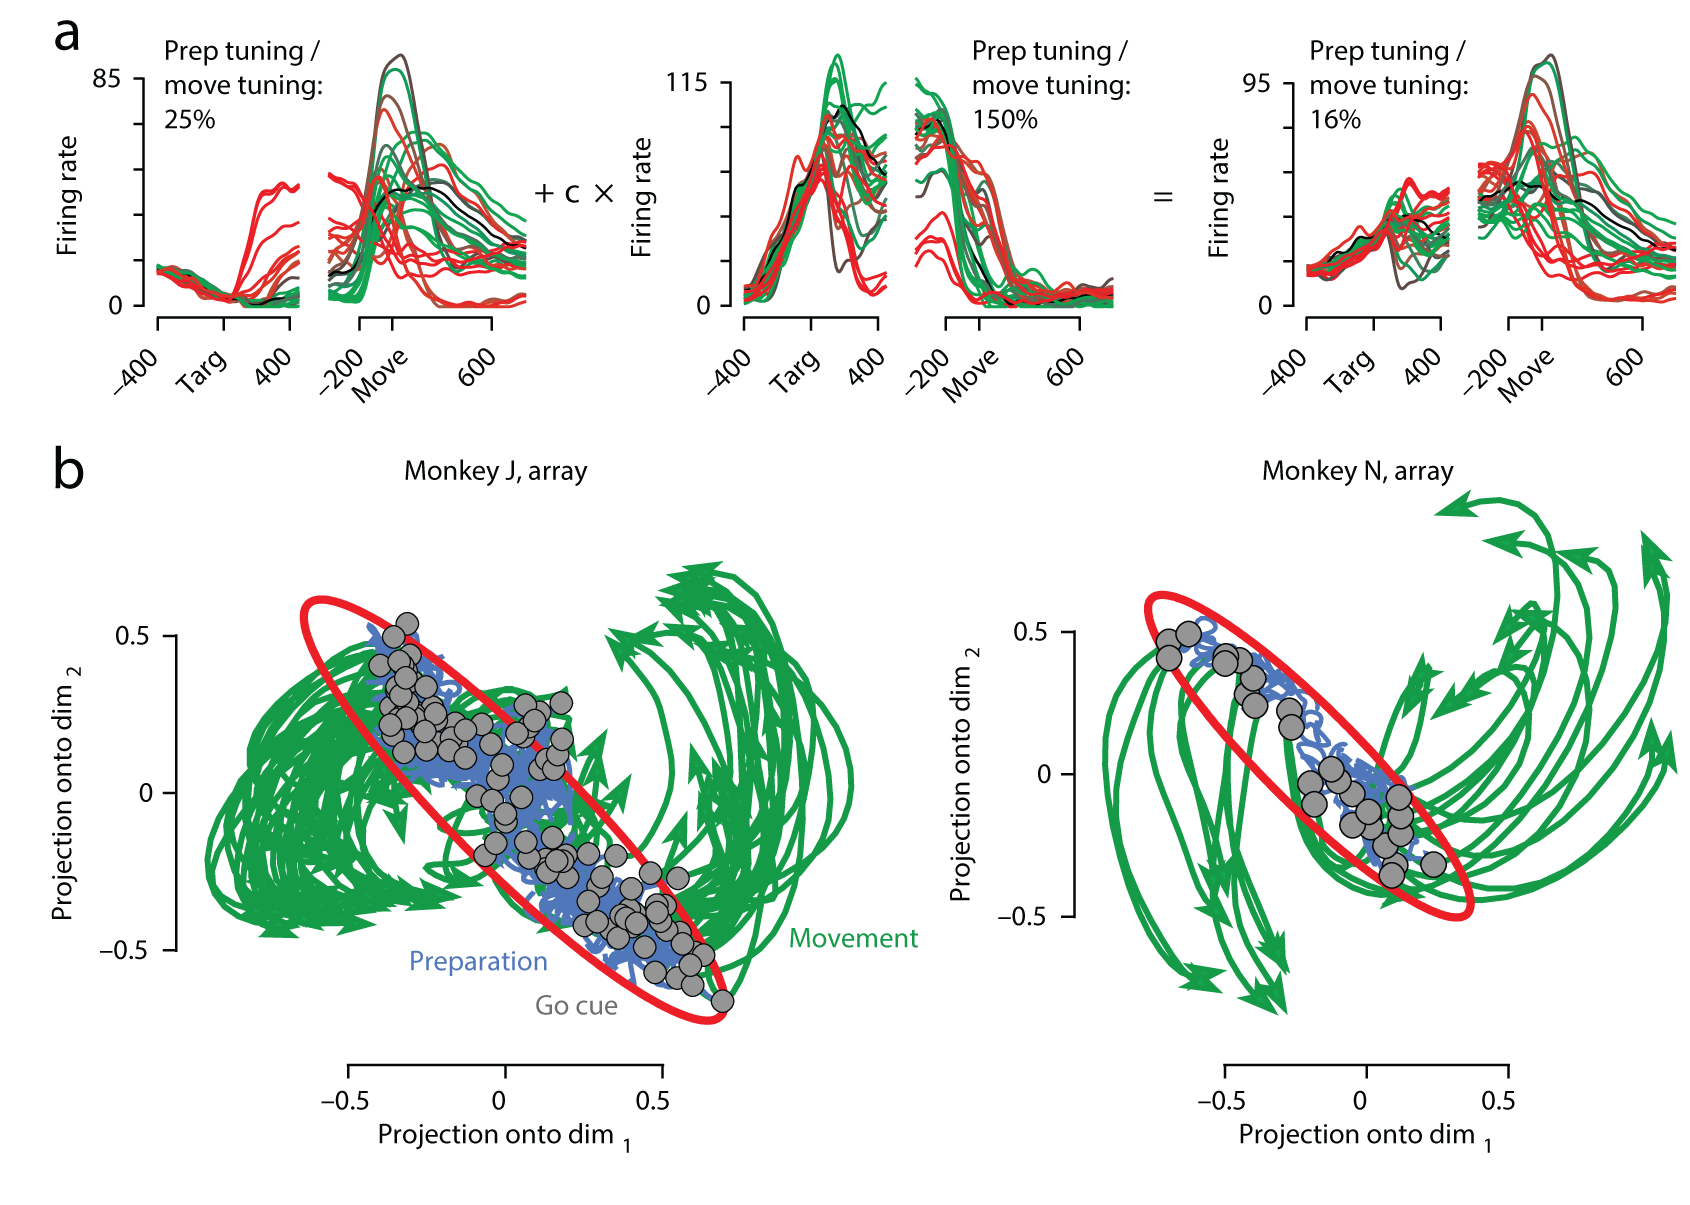 a
Prep tuning /
move tuning:
25%
85
0
Firing rate
−400
Targ
400
−200
Move
600
+ c ×
Prep tuning /
move tuning:
150%
115
0
Firing rate
−400
Targ
400
−200
Move
600
=
Prep tuning /
move tuning:
16%
95
0
Firing rate
−400
Targ
400
−200
Move
600
b
Monkey J, array
0.5
0
−0.5
Projection onto dim 2
Preparation
Go cue
Movement
−0.5
0
0.5
Projection onto dim 1
Monkey N, array
0.5
0
−0.5
Projection onto dim 2
−0.5
0
0.5
Projection onto dim 1